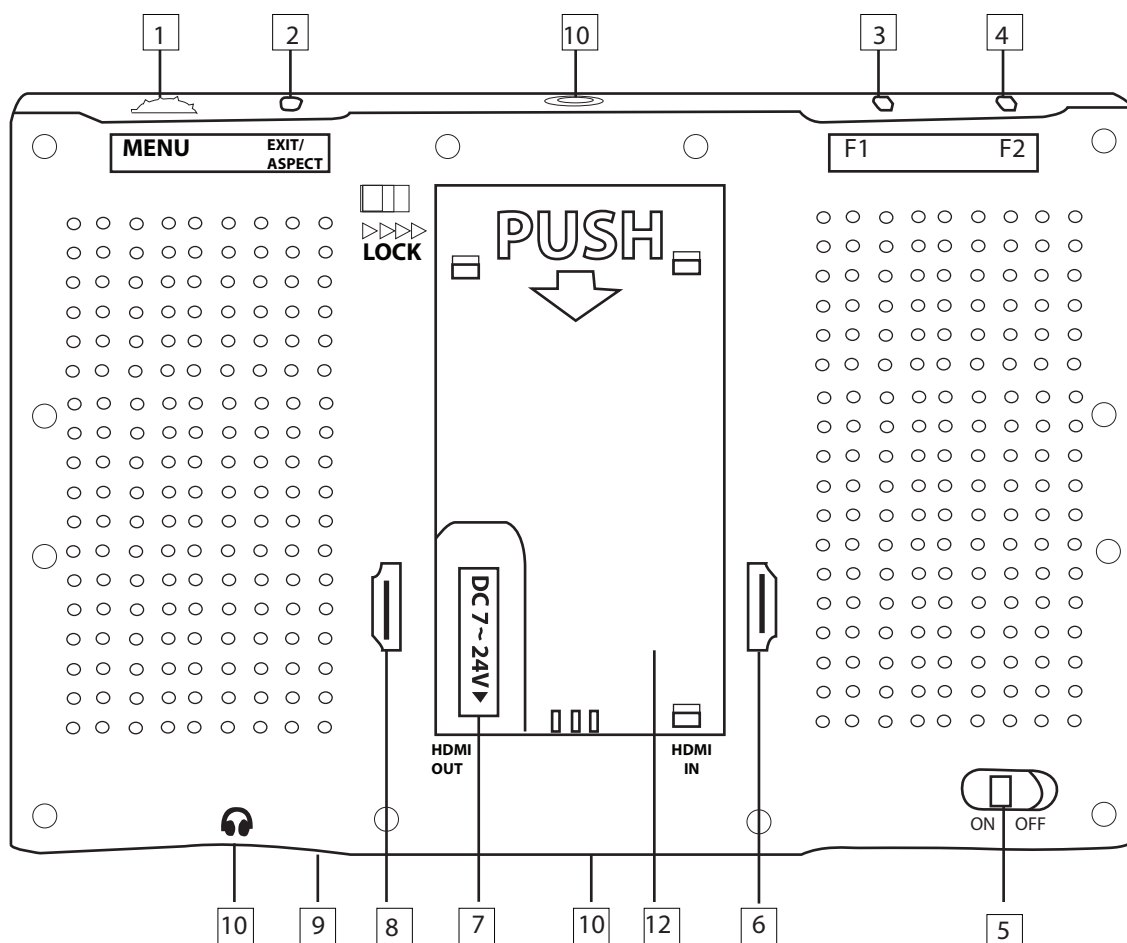 1 2 10 3 4
MENU EXIT/
ASPECT
F1 F2
LOCK
PUSH
DC 7~24V
HDMI
OUT
HDMI
IN
ON OFF
10 9 8 7 10 12 6 5